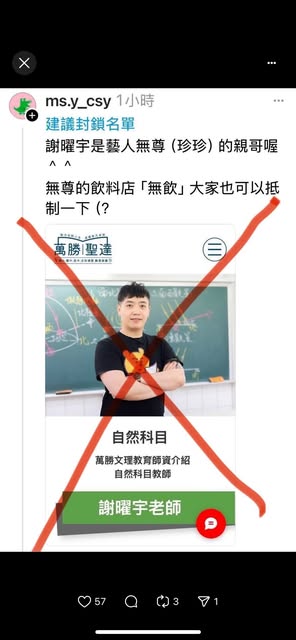 ms.y_csy 1小時
建議封鎖名單
謝曜宇是藝人無尊（珍珍）的親哥喔
＾＾
無尊的飲料店「無飲」大家也可以抵
制一下（?
萬勝|聖達
自然科目
萬勝文理教育師資介紹
自然科目教師
謝曜宇老師
57
3
1